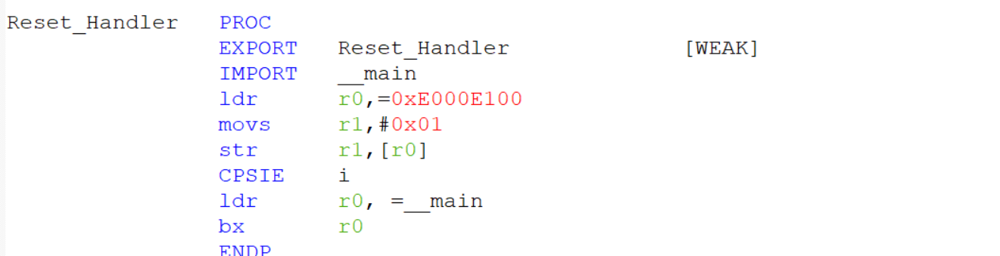 Reset_Handler PROC
EXPORT Reset_Handler [WEAK]
IMPORT __main
ldr r0,=0xE000E100
movs r1,#0x01
str r1,[r0]
CPSIE i
ldr r0, =__main
bx r0
ENDP